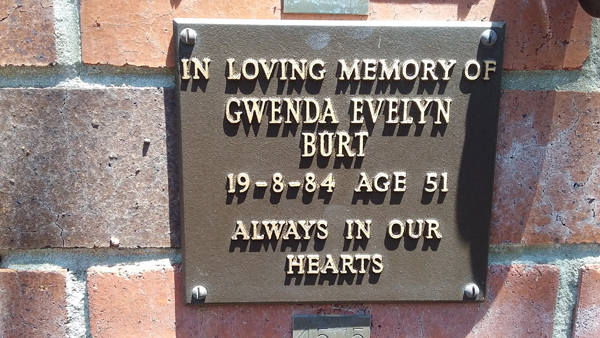 IN LOVING MEMORY OF
GWENDA EVELYN
BURT
19-8-84 AGE 51
ALWAYS IN OUR
HEARTS